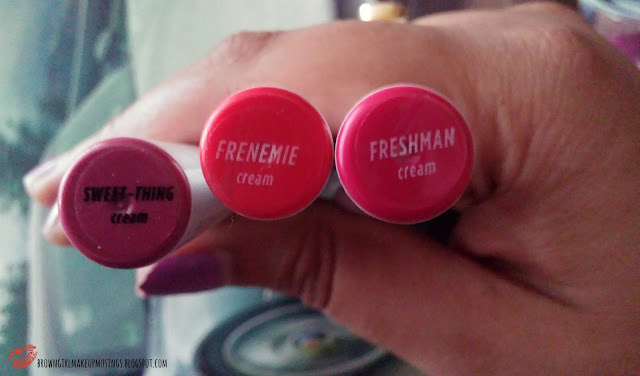 SWEET-THING
cream
FRENEMIE
cream
FRESHMAN
cream
BROWNGIRLMAKEUPMUSINGS.BLOGSPOT.COM